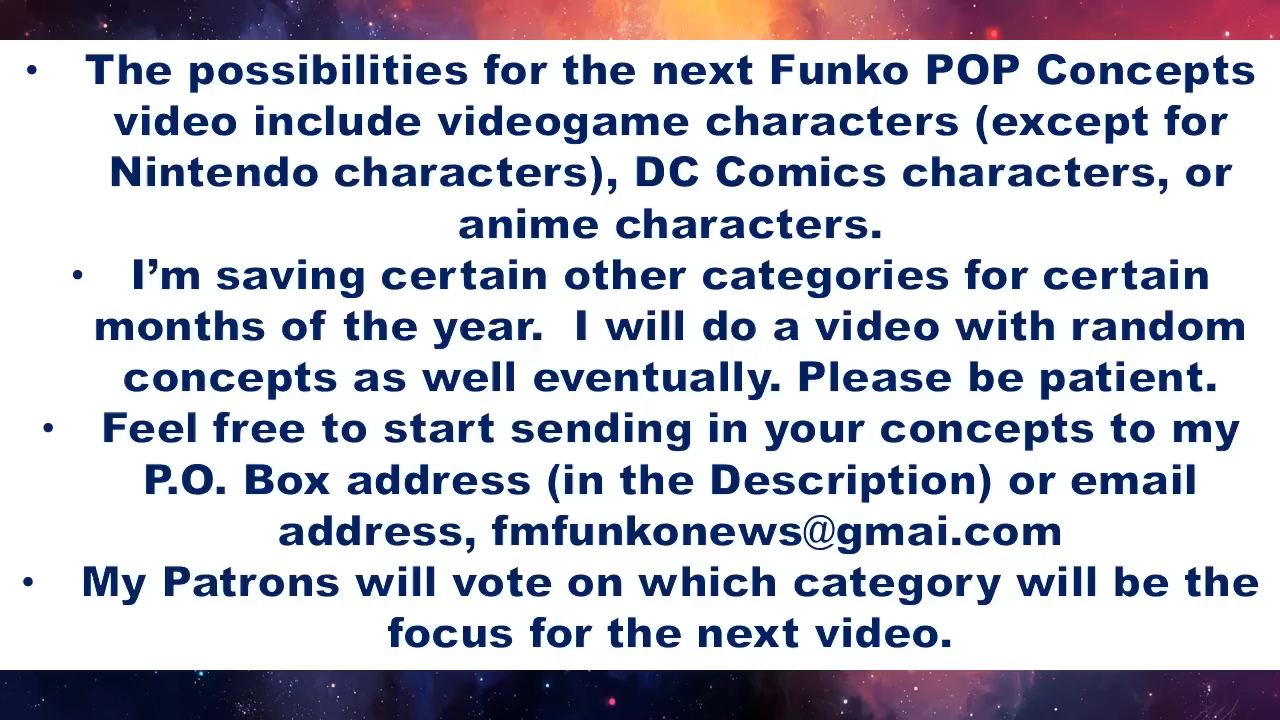 • The possibilities for the next Funko POP Concepts
video include videogame characters (except for
Nintendo characters), DC Comics characters, or
anime characters.
• I’m saving certain other categories for certain
months of the year.  I will do a video with random
concepts as well eventually. Please be patient.
• Feel free to start sending in your concepts to my
P.O. Box address (in the Description) or email
address, fmfunkonews@gmai.com
• My Patrons will vote on which category will be the
focus for the next video.